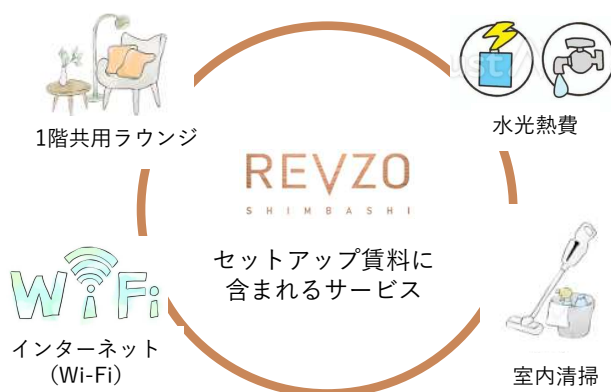 1階共用ラウンジ
水光熱費
REVZO
SHIMBASHI
セットアップ賃料に
含まれるサービス
WiFi
インターネット
（Wi-Fi）
室内清掃